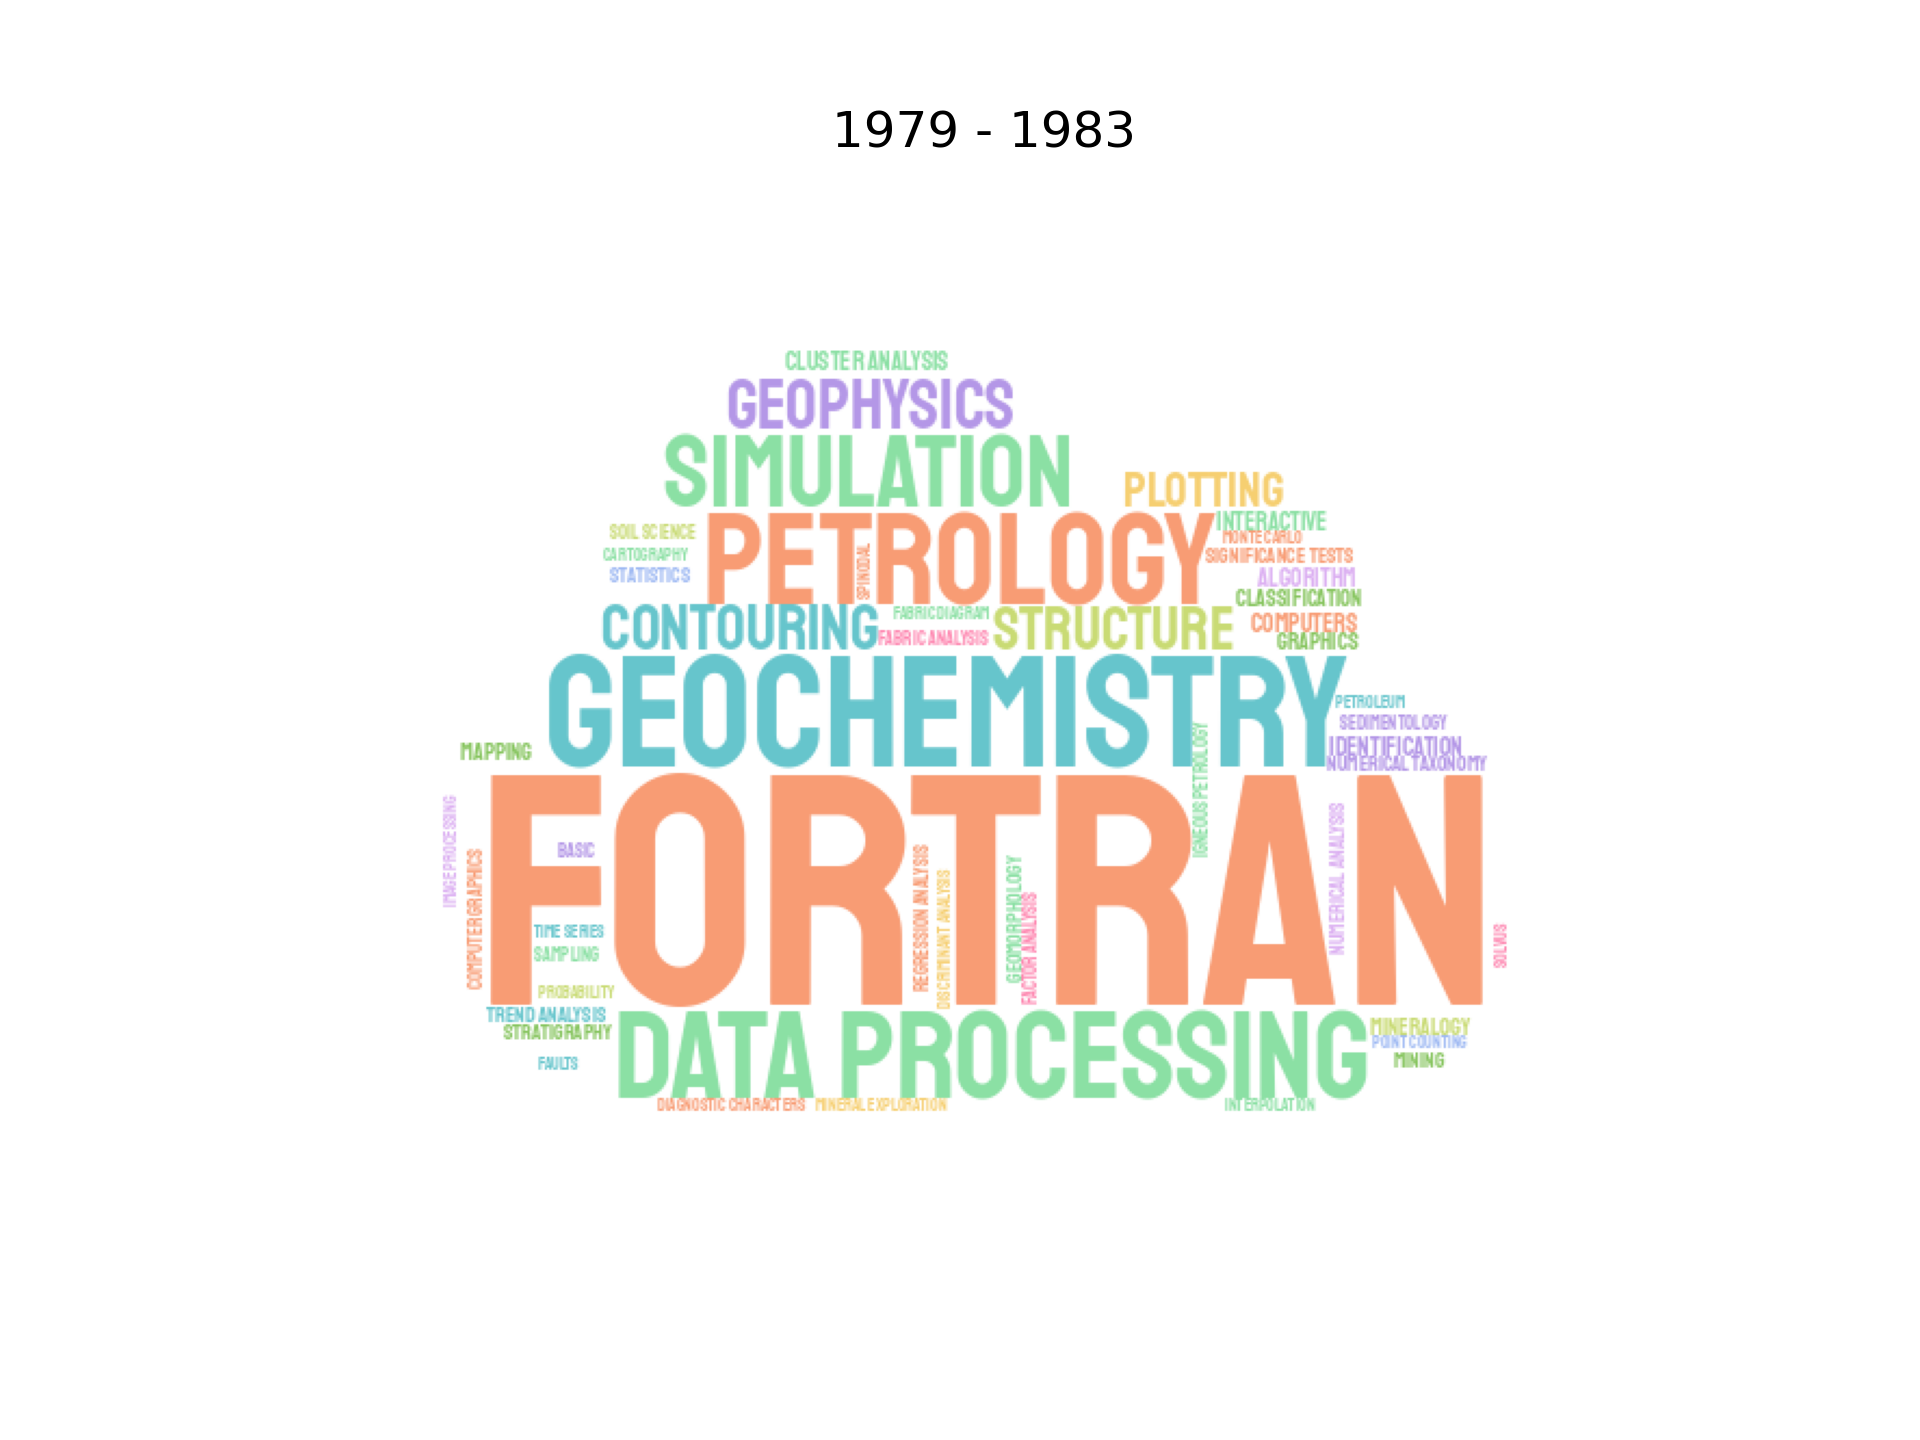 1979 - 1983
CLUSTER ANALYSIS
GEOPHYSICS
SIMULATION
PLOTTING
SOIL SCIENCE
CARTOGRAPHY
STATISTICS
PETROLOGY
SPINODAL
INTERACTIVE
MONTE CARLO
SIGNIFICANCE TESTS
ALGORITHM
CLASSIFICATION
COMPUTERS
GRAPHICS
CONTOURING
FABRIC DIAGRAM
FABRIC ANALYSIS
STRUCTURE
GEOCHEMISTRY
PETROLEUM
SEDIMENTOLOGY
IDENTIFICATION
NUMERICAL TAXONOMY
MAPPING
IGNEOUS PETROLOGY
IMAGE PROCESSING
COMPUTER GRAPHICS
FORTRAN
BASIC
TIME SERIES
SAMPLING
PROBABILITY
REGRESSION ANALYSIS
DISCRIMINANT ANALYSIS
GEOMORPHOLOGY
FACTOR ANALYSIS
NUMERICAL ANALYSIS
SOLVUS
TREND ANALYSIS
STRATIGRAPHY
FAULTS
DATA PROCESSING
MINERALOGY
POINT COUNTING
MINING
DIAGNOSTIC CHARACTERS
MINERAL EXPLORATION
INTERPOLATION